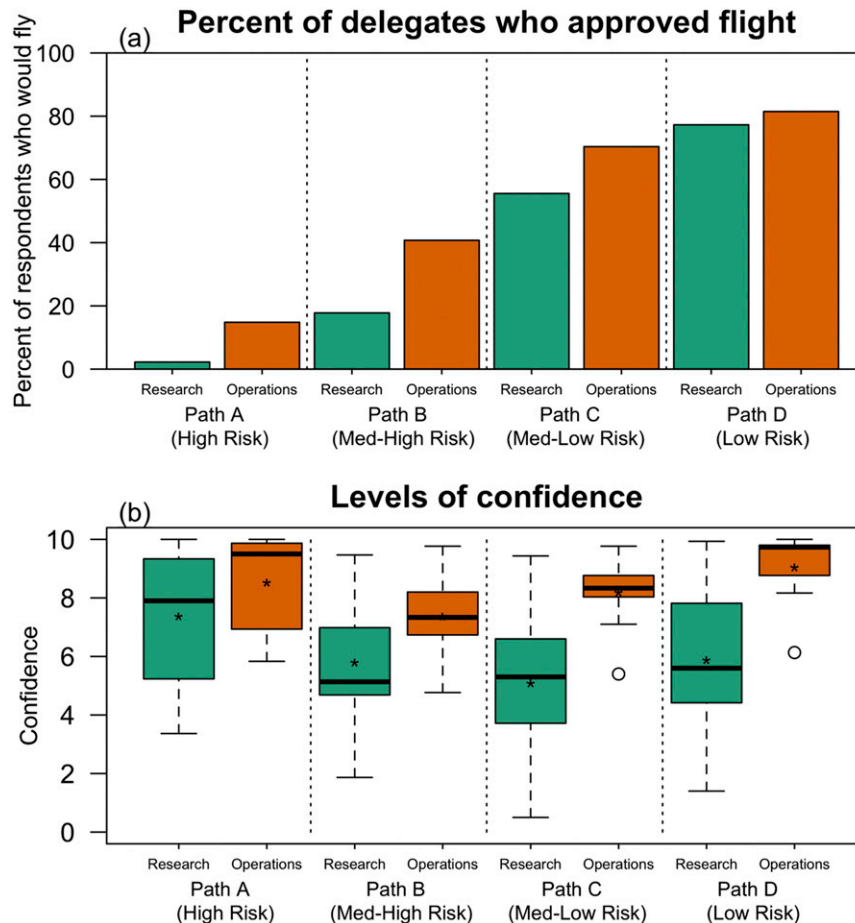 (a) Percent of delegates who approved flight
Percent of respondents who would fly
100
80
60
40
20
0
Research Operations Research Operations Research Operations Research Operations
Path A Path B Path C Path D
(High Risk) (Med-High Risk) (Med-Low Risk) (Low Risk)
(b) Levels of confidence
Confidence
10
8
6
4
2
0
* * * * * * * *
Research Operations Research Operations Research Operations Research Operations
Path A Path B Path C Path D
(High Risk) (Med-High Risk) (Med-Low Risk) (Low Risk)